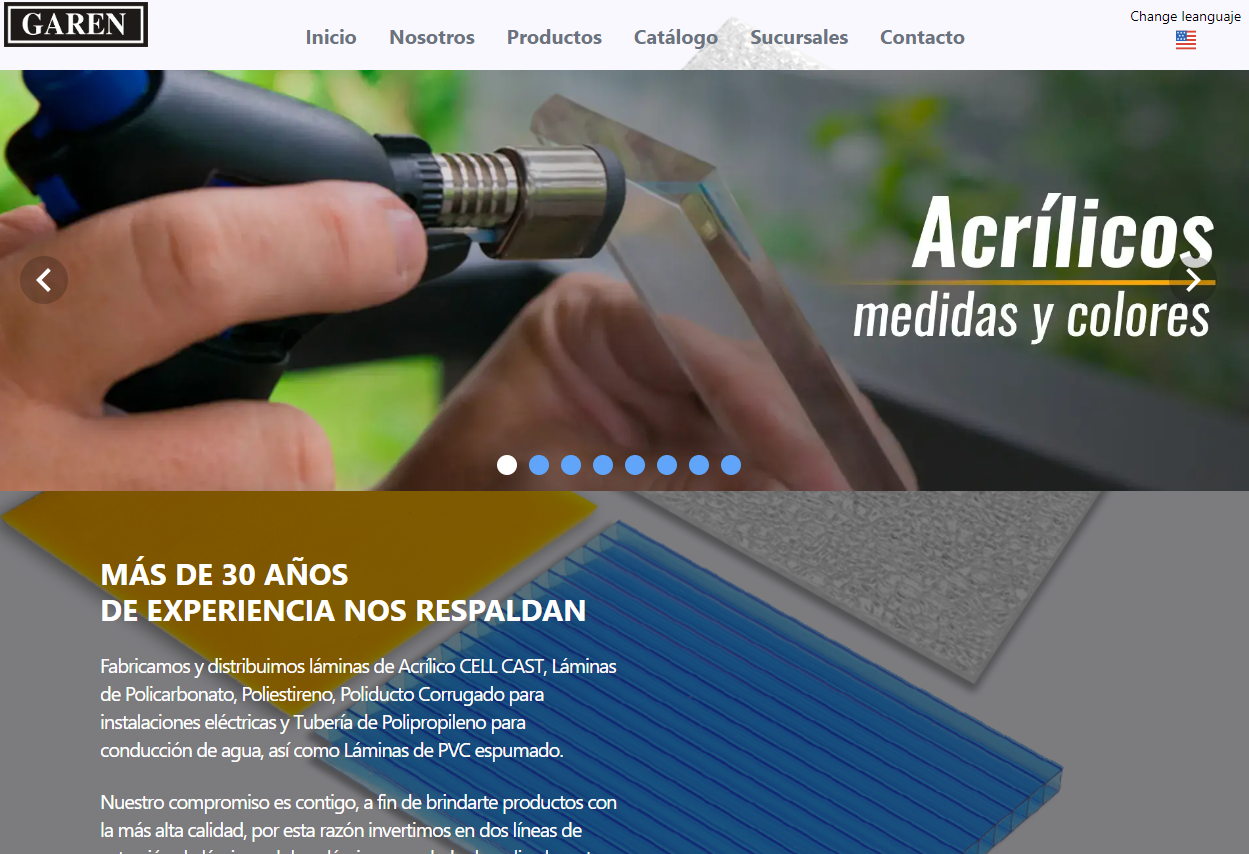 GAREN
Inicio Nosotros Productos Catálogo Sucursales Contacto
Change leanguaje
Acrílicos
medidas y colores
MÁS DE 30 AÑOS
DE EXPERIENCIA NOS RESPALDAN
Fabricamos y distribuimos láminas de Acrílico CELL CAST, Láminas
de Policarbonato, Poliestireno, Poliducto Corrugado para
instalaciones eléctricas y Tubería de Polipropileno para
conducción de agua, así como Láminas de PVC espumado.
Nuestro compromiso es contigo, a fin de brindarte productos con
la más alta calidad, por esta razón invertimos en dos líneas de